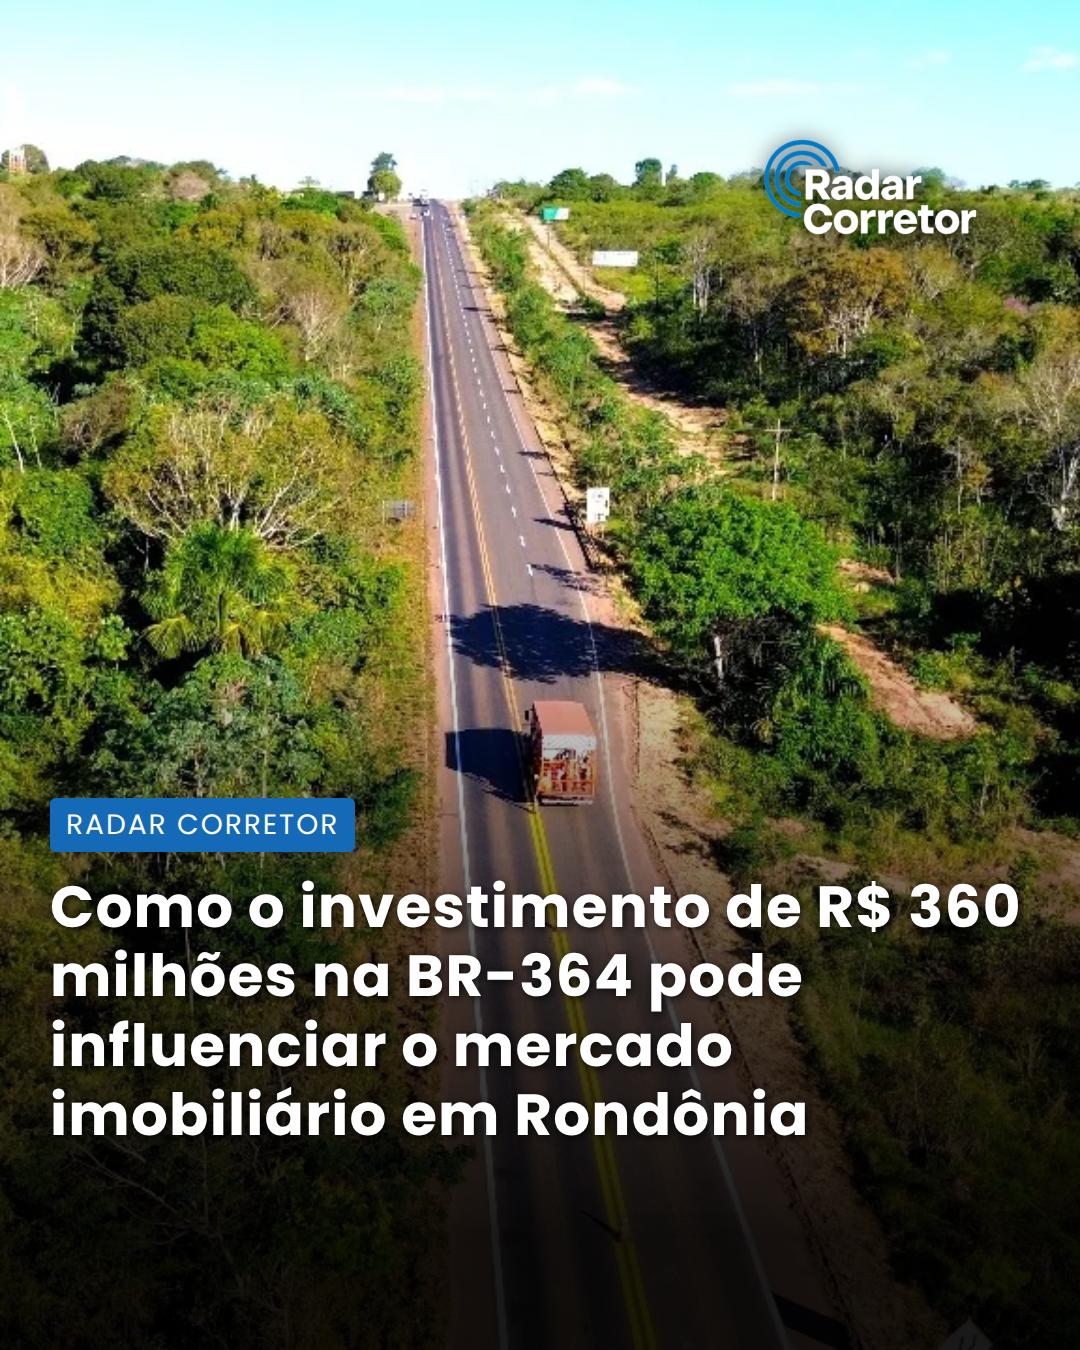 Radar
Corretor
RADAR CORRETOR
Como o investimento de R$ 360
milhões na BR-364 pode
influenciar o mercado
imobiliário em Rondônia